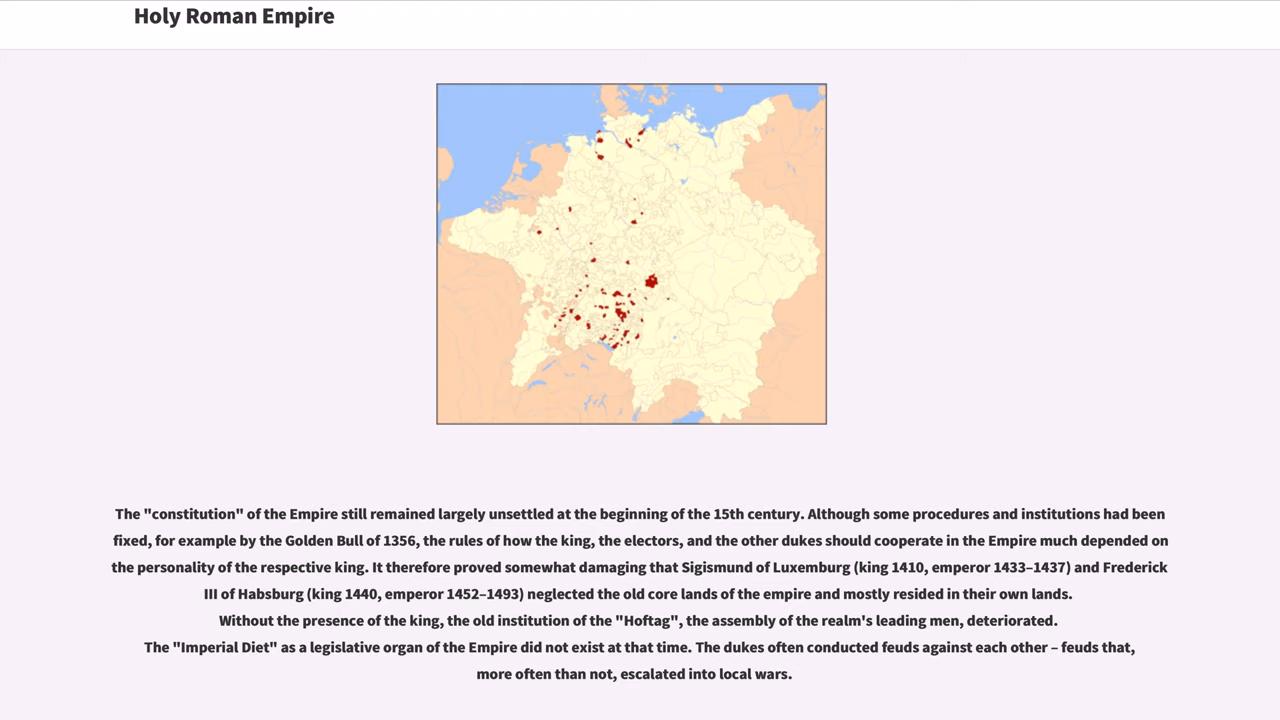 Holy Roman Empire
The "constitution" of the Empire still remained largely unsettled at the beginning of the 15th century. Although some procedures and institutions had been
fixed, for example by the Golden Bull of 1356, the rules of how the king, the electors, and the other dukes should cooperate in the Empire much depended on
the personality of the respective king. It therefore proved somewhat damaging that Sigismund of Luxemburg (king 1410, emperor 1433–1437) and Frederick
III of Habsburg (king 1440, emperor 1452–1493) neglected the old core lands of the empire and mostly resided in their own lands.
Without the presence of the king, the old institution of the "Hoftag", the assembly of the realm's leading men, deteriorated.
The "Imperial Diet" as a legislative organ of the Empire did not exist at that time. The dukes often conducted feuds against each other – feuds that,
more often than not, escalated into local wars.